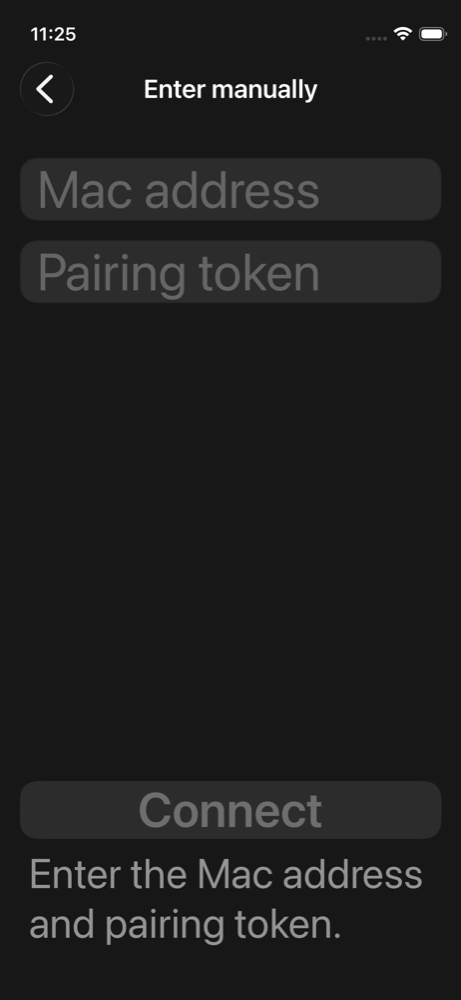 11:25
Enter manually
Mac address
Pairing token
Connect
Enter the Mac address
and pairing token.